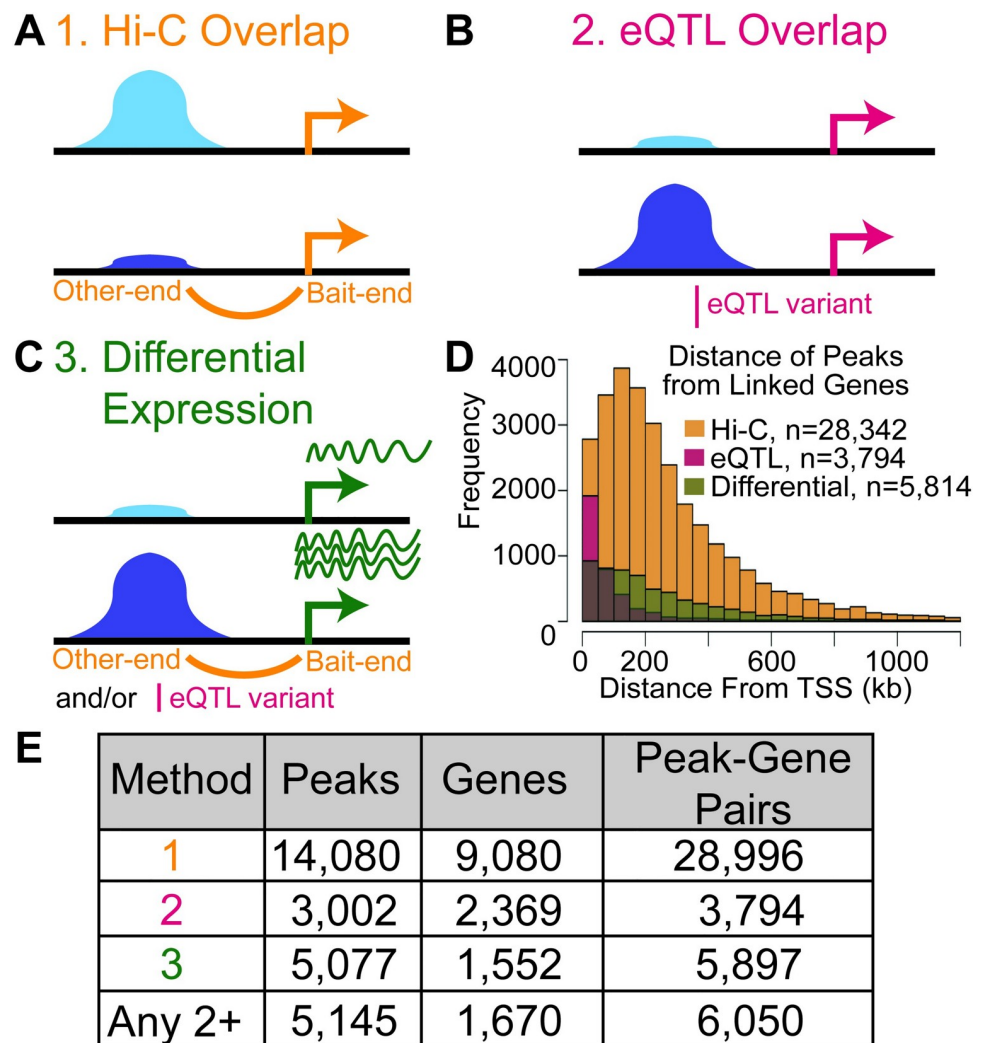 A 1. Hi-C Overlap
Other-end
Bait-end
B 2. eQTL Overlap
eQTL variant
C 3. Differential
Expression
Other-end
Bait-end
and/or
eQTL variant
D
Distance of Peaks
from Linked Genes
Hi-C, n=28,342
eQTL, n=3,794
Differential, n=5,814
Frequency
4000
3000
2000
1000
0
0 200 600 1000
Distance From TSS (kb)
E
Method Peaks Genes Peak-Gene
Pairs
1 14,080 9,080 28,996
2 3,002 2,369 3,794
3 5,077 1,552 5,897
Any 2+ 5,145 1,670 6,050